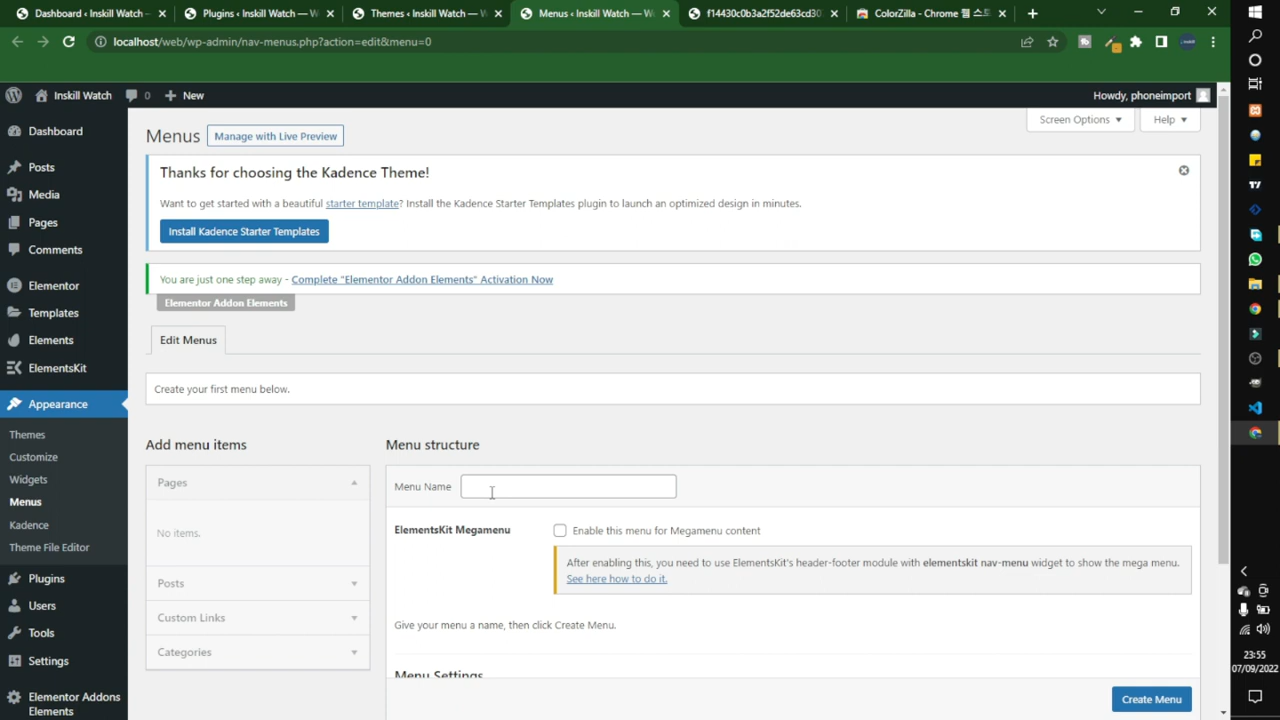 Dashboard ‹ Inskill Watch —
Plugins ‹ Inskill Watch — W
Themes ‹ Inskill Watch — W
Menus ‹ Inskill Watch — W
f14430c0b3a2f52de63cd30
ColorZilla - Chrome 웹 스토
localhost/web/wp-admin/nav-menus.php?action=edit&menu=0
Inskill Watch
0
New
Howdy, phoneimport
Dashboard
Posts
Media
Pages
Comments
Elementor
Templates
Elements
ElementsKit
Appearance
Themes
Customize
Widgets
Menus
Kadence
Theme File Editor
Plugins
Users
Tools
Settings
Elementor Addons
Elements
Screen Options
Help
Menus
Manage with Live Preview
Thanks for choosing the Kadence Theme!
Want to get started with a beautiful starter template? Install the Kadence Starter Templates plugin to launch an optimized design in minutes.
Install Kadence Starter Templates
You are just one step away - Complete "Elementor Addon Elements" Activation Now
Elementor Addon Elements
Edit Menus
Create your first menu below.
Add menu items
Pages
No items.
Posts
Custom Links
Categories
Menu structure
Menu Name
ElementsKit Megamenu
Enable this menu for Megamenu content
After enabling this, you need to use ElementsKit's header-footer module with elementskit nav-menu widget to show the mega menu.
See here how to do it.
Give your menu a name, then click Create Menu.
Menu Settings
Create Menu
23:55
07/09/2022